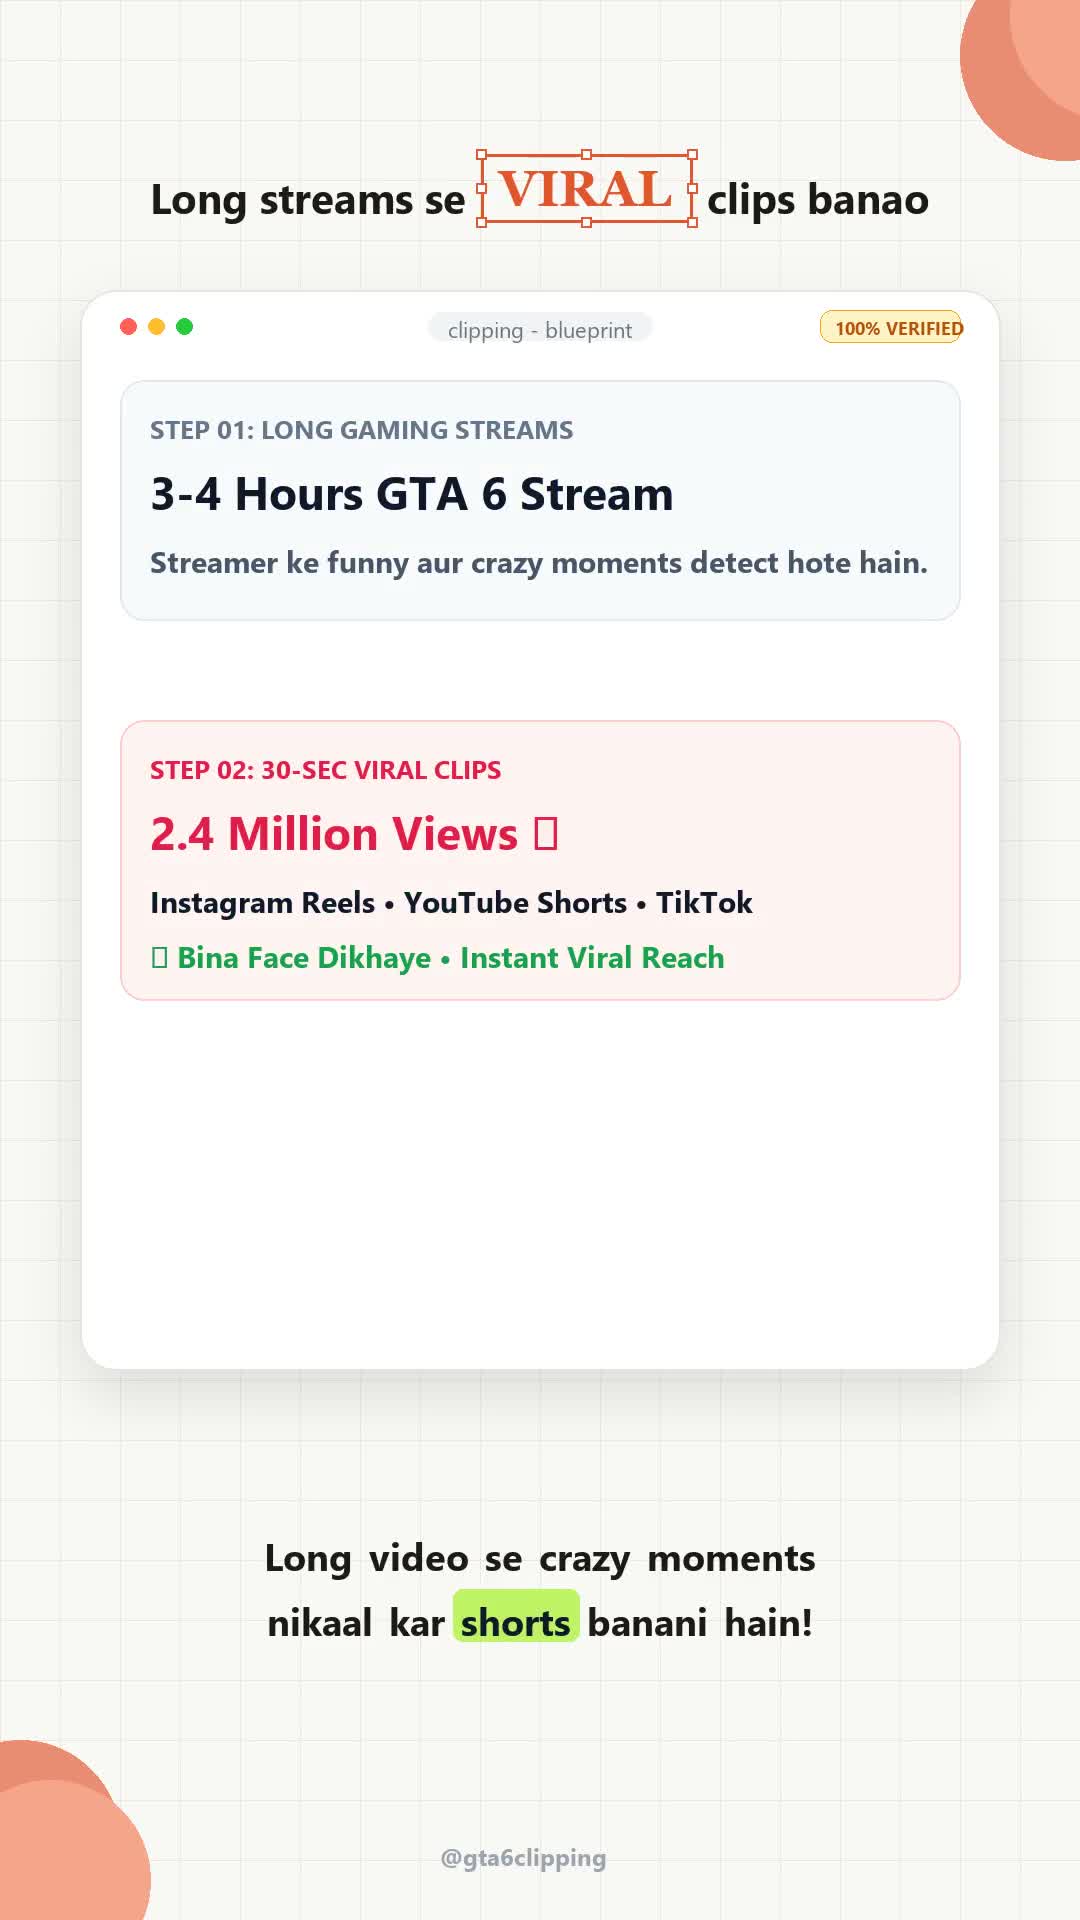 Long streams se VIRAL clips banao
clipping - blueprint
100% VERIFIED
STEP 01: LONG GAMING STREAMS
3-4 Hours GTA 6 Stream
Streamer ke funny aur crazy moments detect hote hain.
STEP 02: 30-SEC VIRAL CLIPS
2.4 Million Views
Instagram Reels • YouTube Shorts • TikTok
Bina Face Dikhaye • Instant Viral Reach
Long video se crazy moments
nikaal kar shorts banani hain!
@gta6clipping